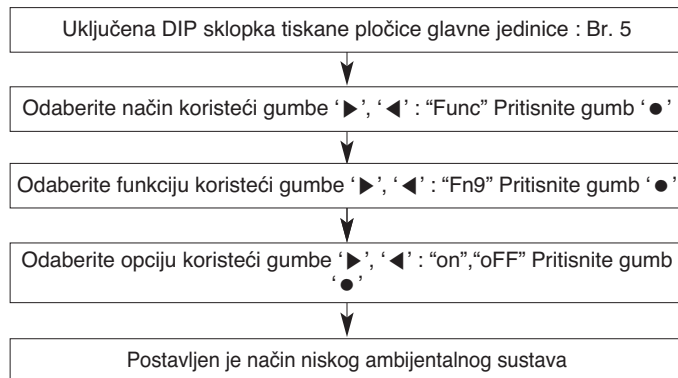 Uključena DIP sklopka tiskane pločice glavne jedinice : Br. 5
Odaberite način koristeći gumbe ‘▶’, ‘◀’ : “Func” Pritisnite gumb ‘●’
Odaberite funkciju koristeći gumbe ‘▶’, ‘◀’ : “Fn9” Pritisnite gumb ‘●’
Odaberite opciju koristeći gumbe ‘▶’, ‘◀’ : “on”,“oFF” Pritisnite gumb
‘●’
Postavljen je način niskog ambijentalnog sustava